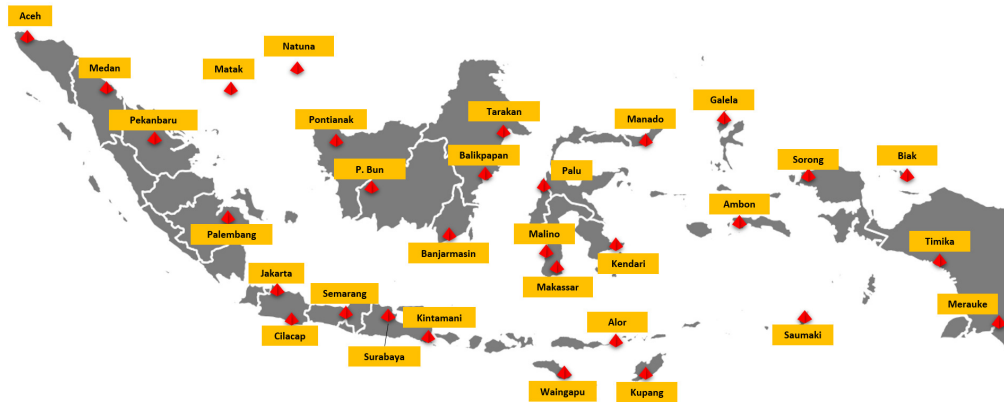 Aceh
Natuna
Medan
Matak
Galela
Pekanbaru
Pontianak
Tarakan
Manado
P. Bun
Balikpapan
Palu
Sorong
Biak
Ambon
Palembang
Malino
Banjarmasin
Kendari
Timika
Jakarta
Makassar
Semarang
Kintamani
Merauke
Cilacap
Alor
Saumaki
Surabaya
Waingapu
Kupang